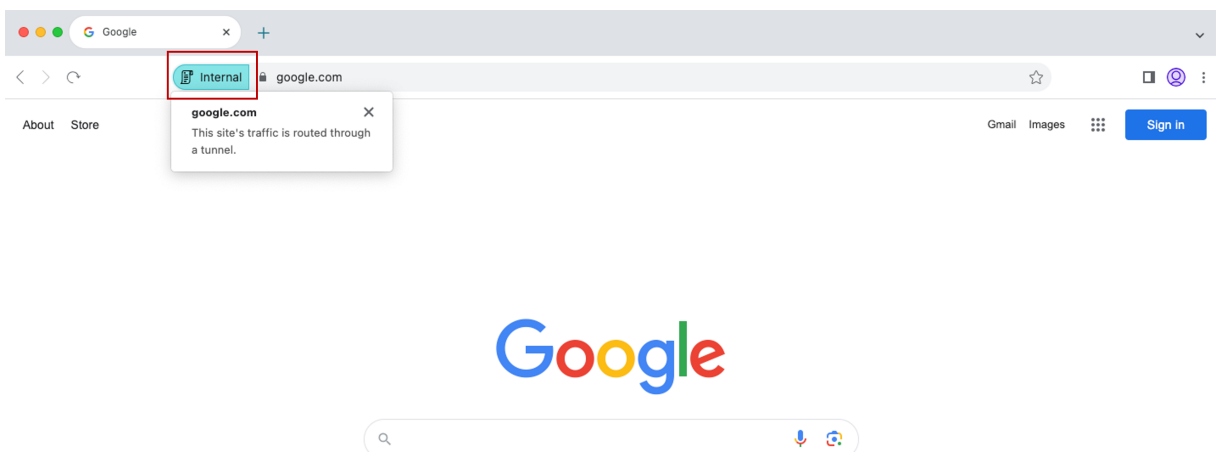 Google
Internal google.com
google.com
This site's traffic is routed through
a tunnel.
About Store
Gmail Images
Sign in
Google